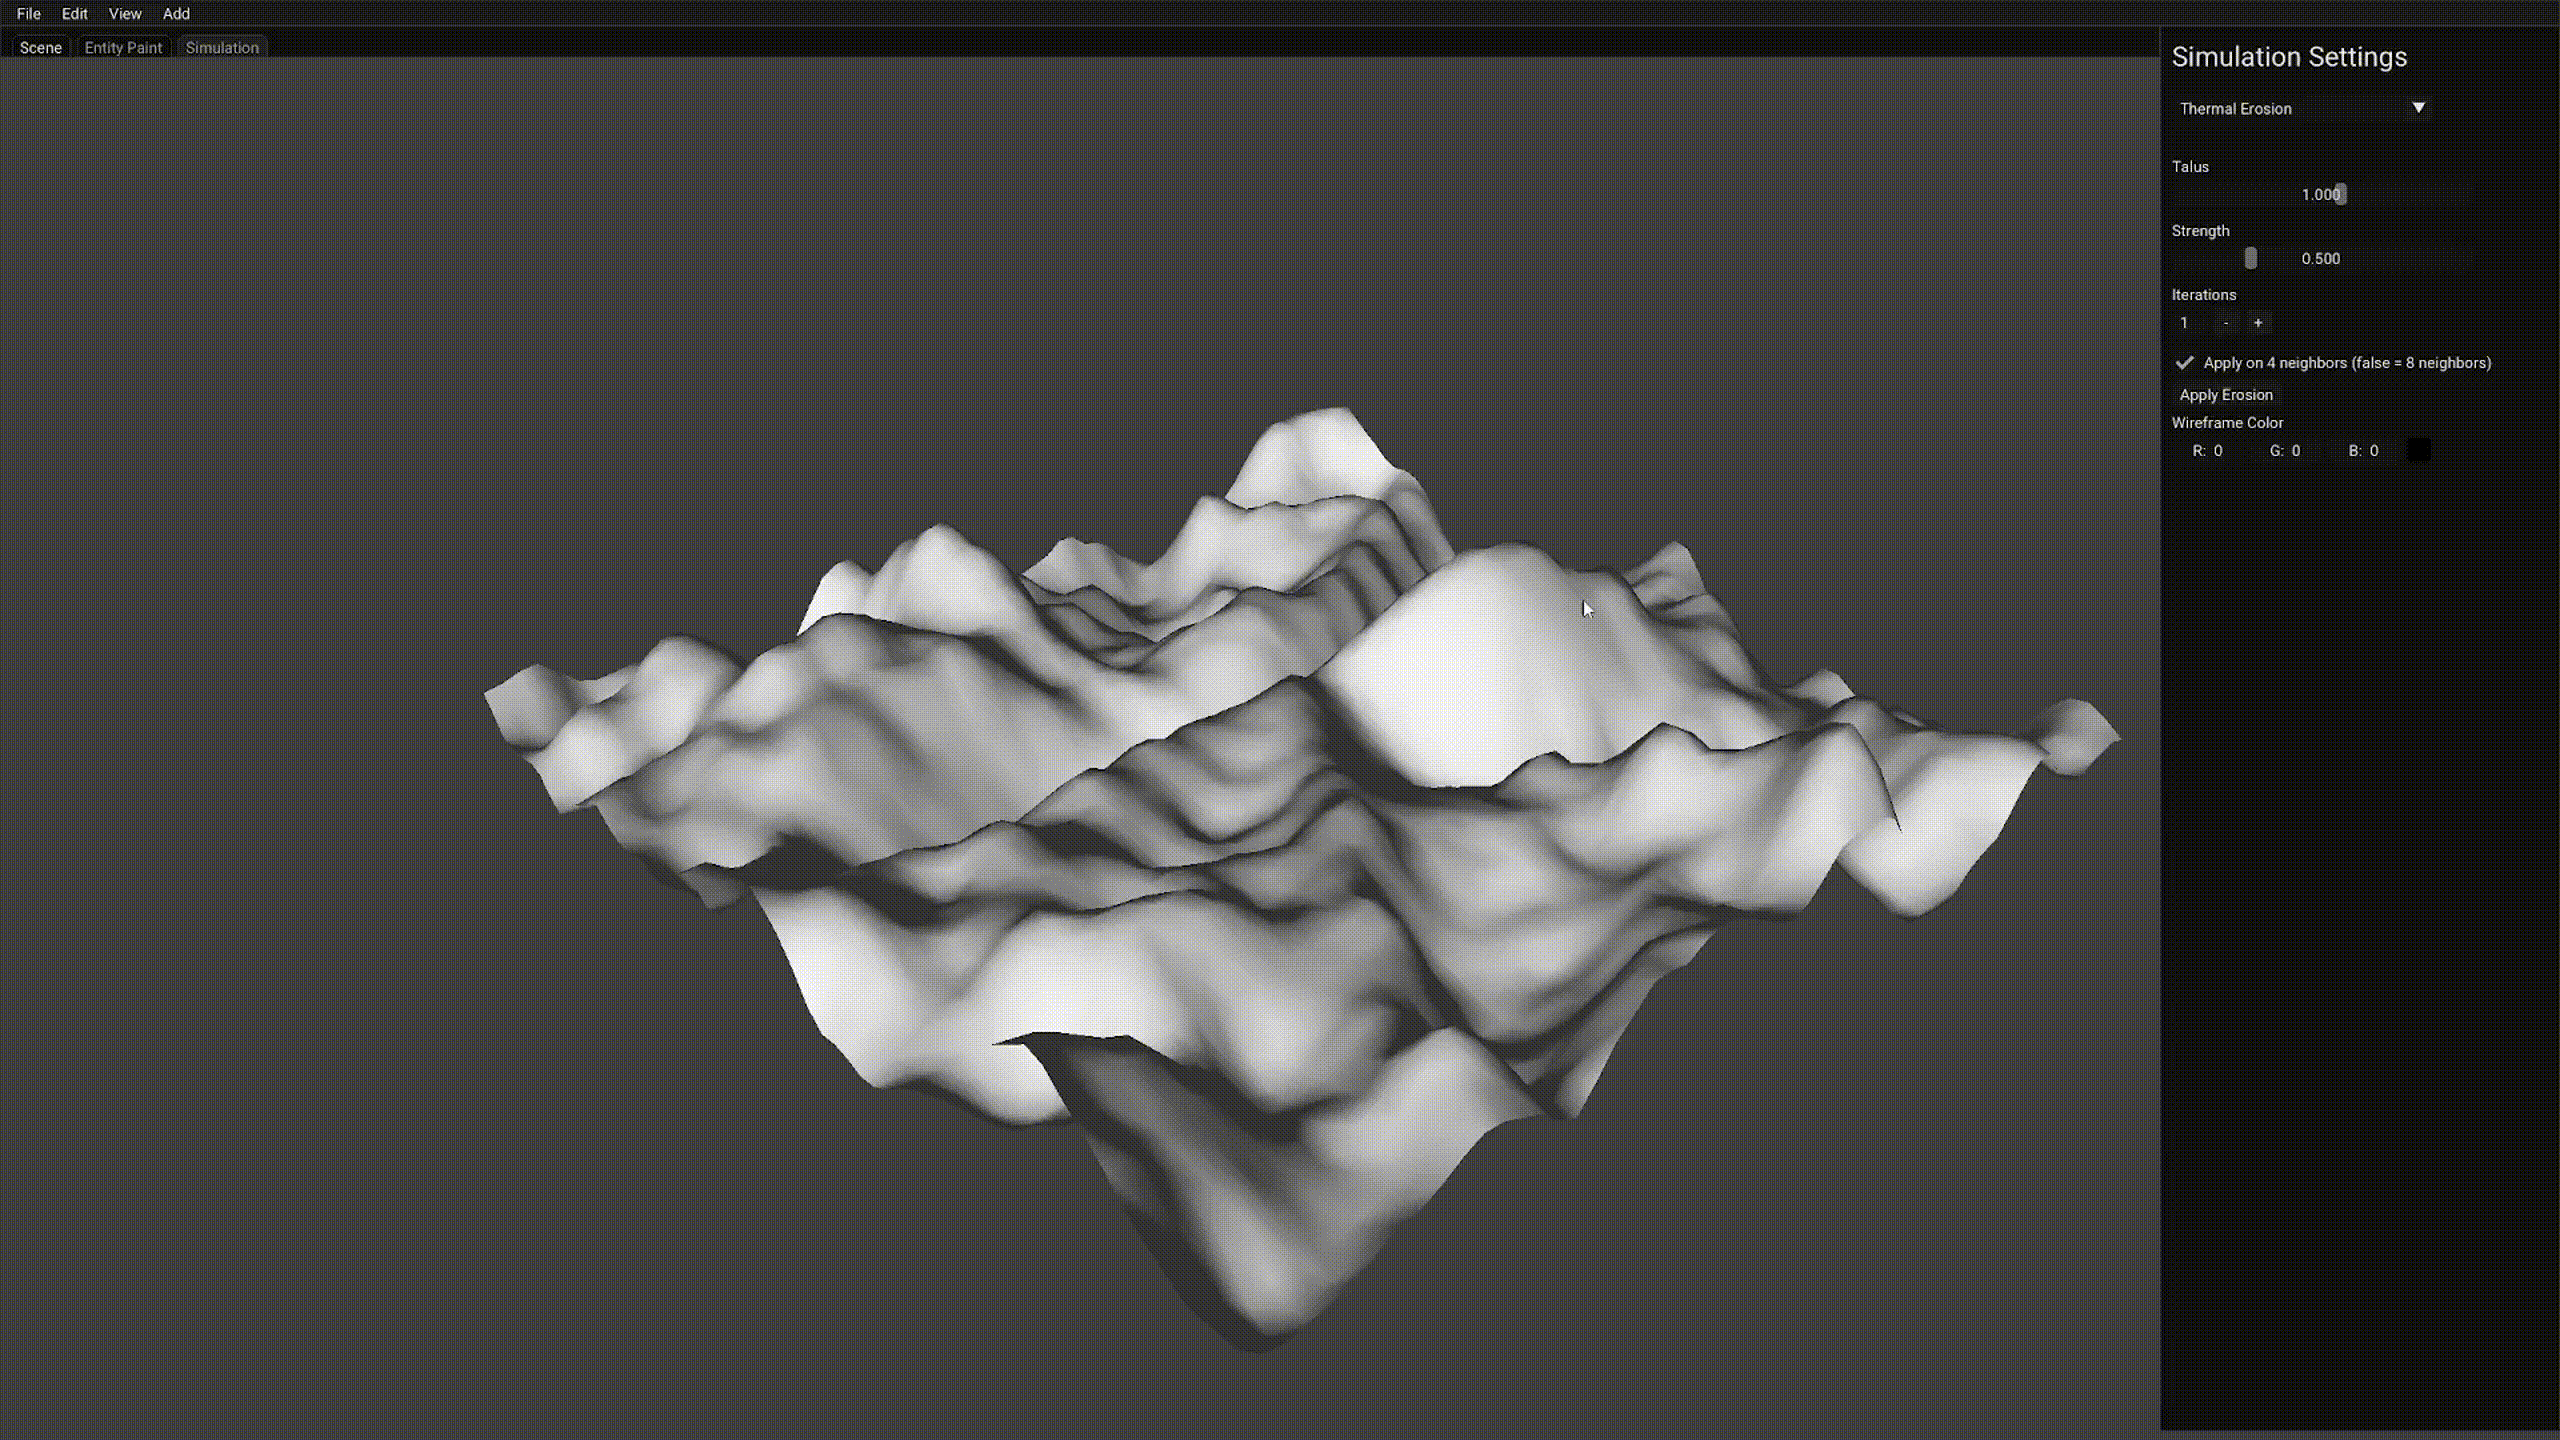 File Edit View Add
Scene Entity Paint Simulation
Simulation Settings
Thermal Erosion
Talus
1.000
Strength
0.500
Iterations
1 - +
Apply on 4 neighbors (false = 8 neighbors)
Apply Erosion
Wireframe Color
R: 0 G: 0 B: 0